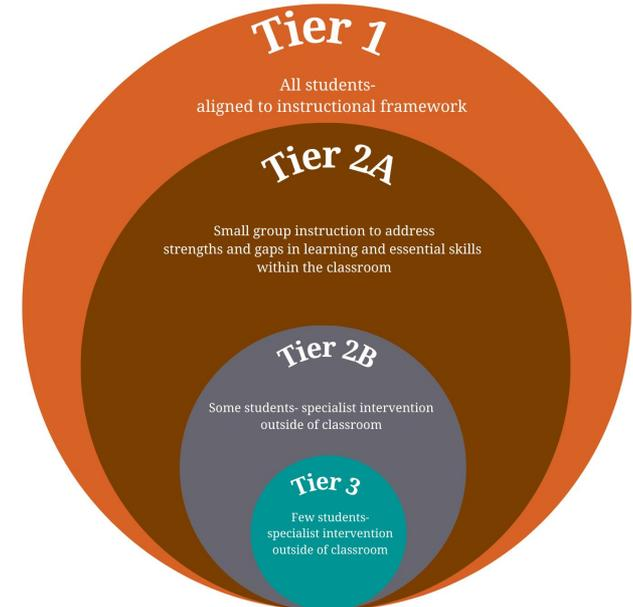 Tier 1
All students-
aligned to instructional framework
Tier 2A
Small group instruction to address
strengths and gaps in learning and essential skills
within the classroom
Tier 2B
Some students- specialist intervention
outside of classroom
Tier 3
Few students-
specialist intervention
outside of classroom